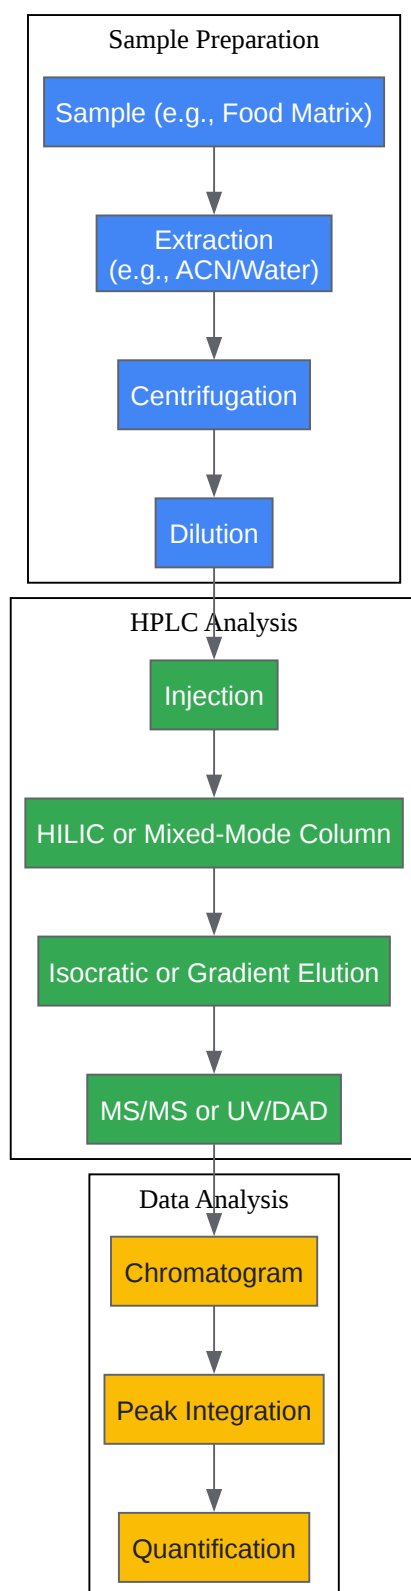 Sample Preparation
Sample (e.g., Food Matrix)
Extraction
(e.g., ACN/Water)
Centrifugation
Dilution
HPLC Analysis
Injection
HILIC or Mixed-Mode Column
Isocratic or Gradient Elution
MS/MS or UV/DAD
Data Analysis
Chromatogram
Peak Integration
Quantification